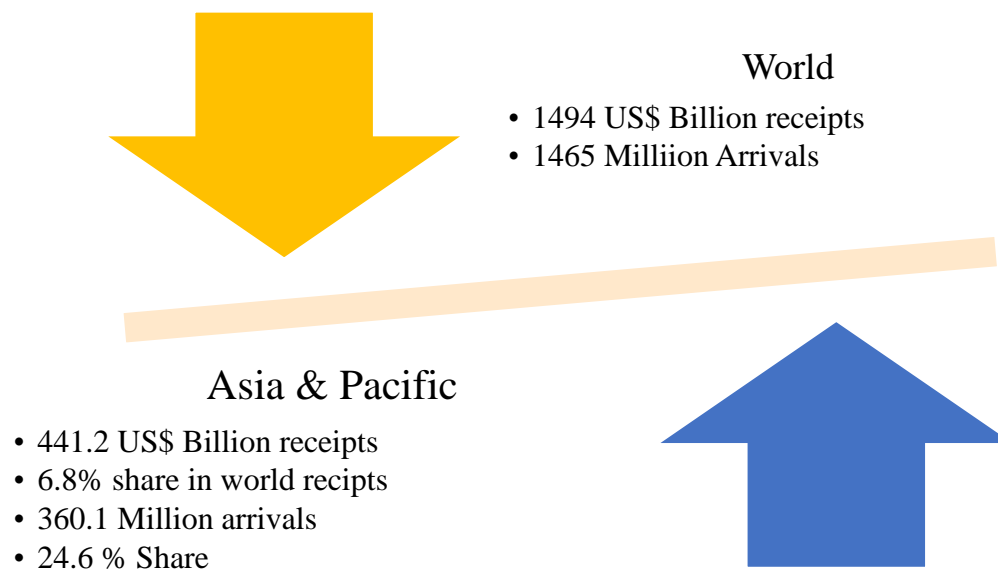 World
• 1494 US$ Billion receipts
• 1465 Milliion Arrivals
Asia & Pacific
• 441.2 US$ Billion receipts
• 6.8% share in world recipts
• 360.1 Million arrivals
• 24.6 % Share